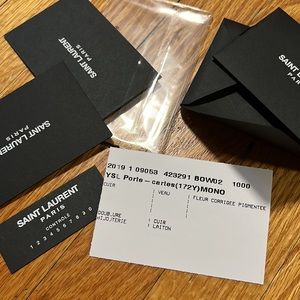 SAINT LAURENT
PARIS
SAINT LAURENT
PARIS
SAINT LAURENT
PARIS
SAINT LAURENT
PARIS
CONTROLE
1 2 3 4 5 6 7 8 9 0
2019 1 09053 423291 BOW02 1000
YSL Porte-cartes(172Y)MONO
CUIR
VEAU
FLEUR CORRIGEE PIGMENTEE
DOUBLURE
BIJOUTERIE
CUIR
LAITON